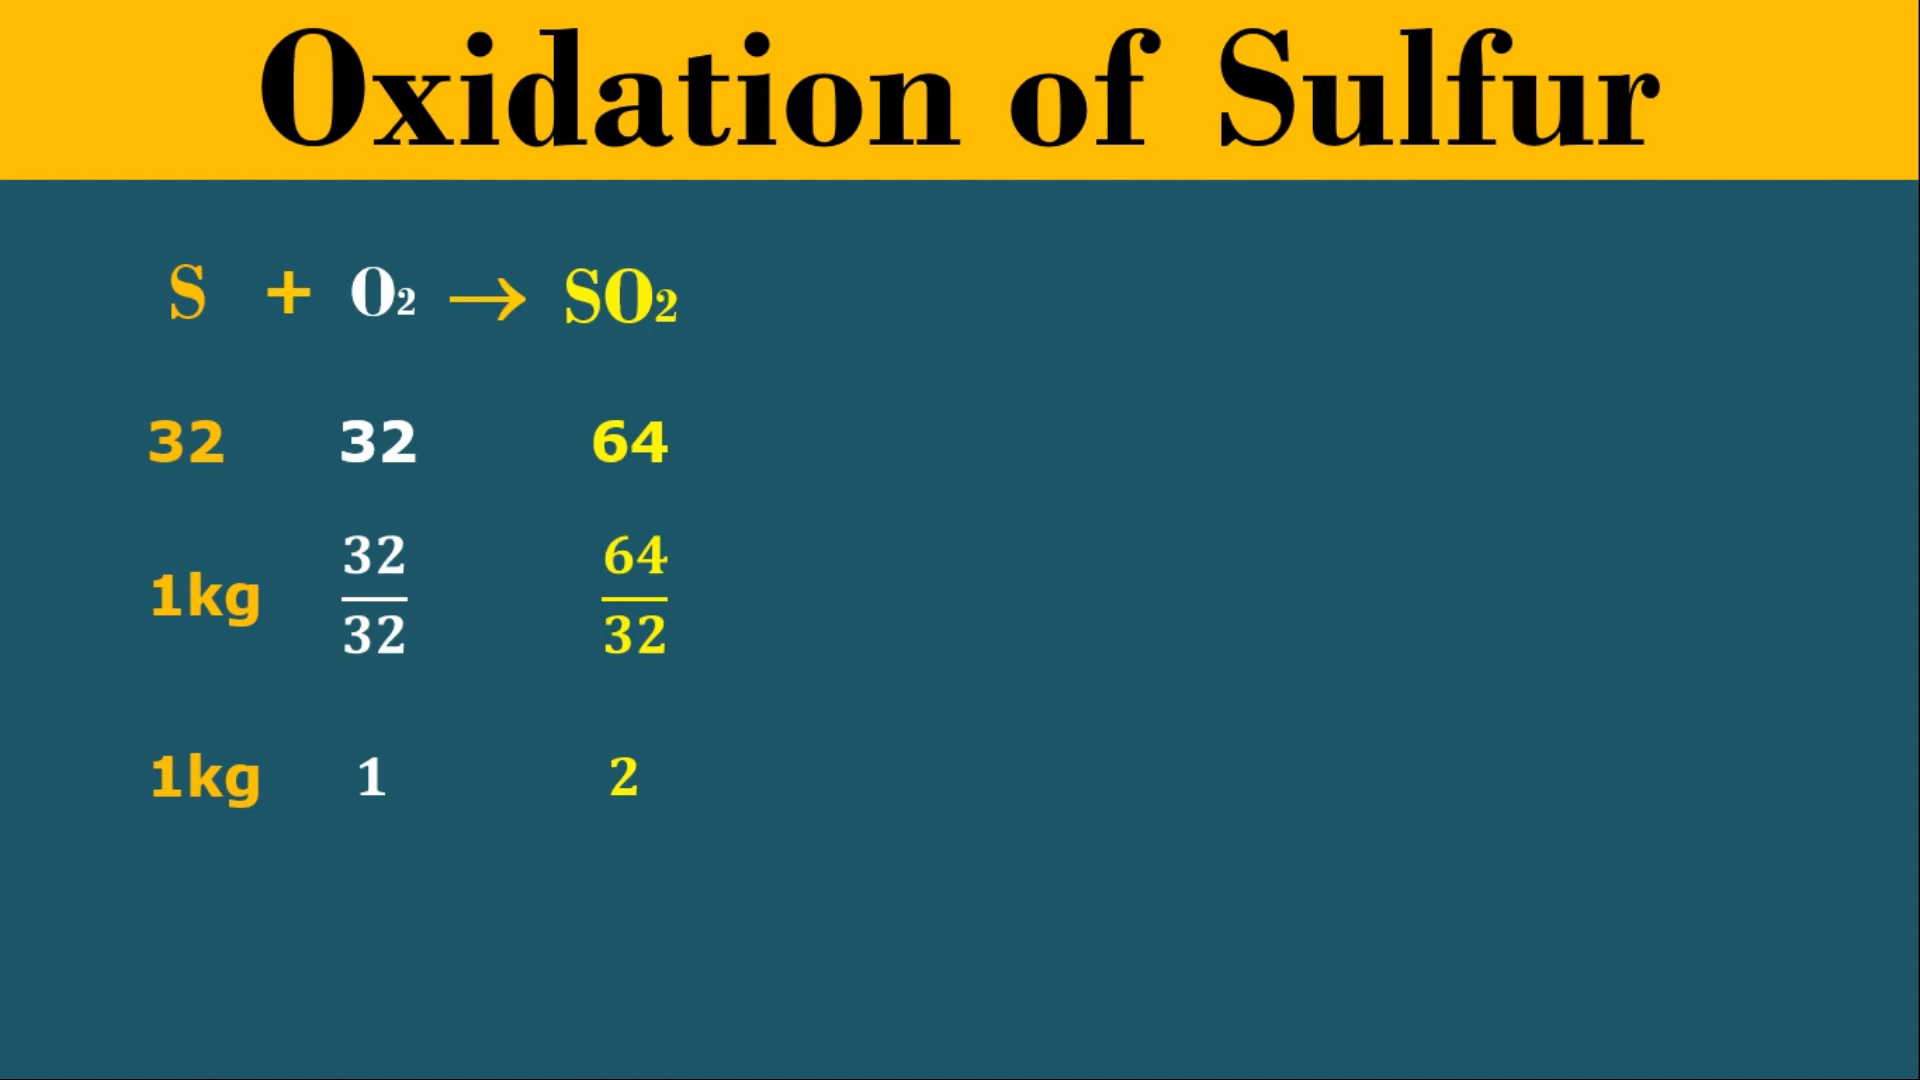 Oxidation of Sulfur
S + O₂ → SO₂
32 32 64
1kg 32/32 64/32
1kg 1 2